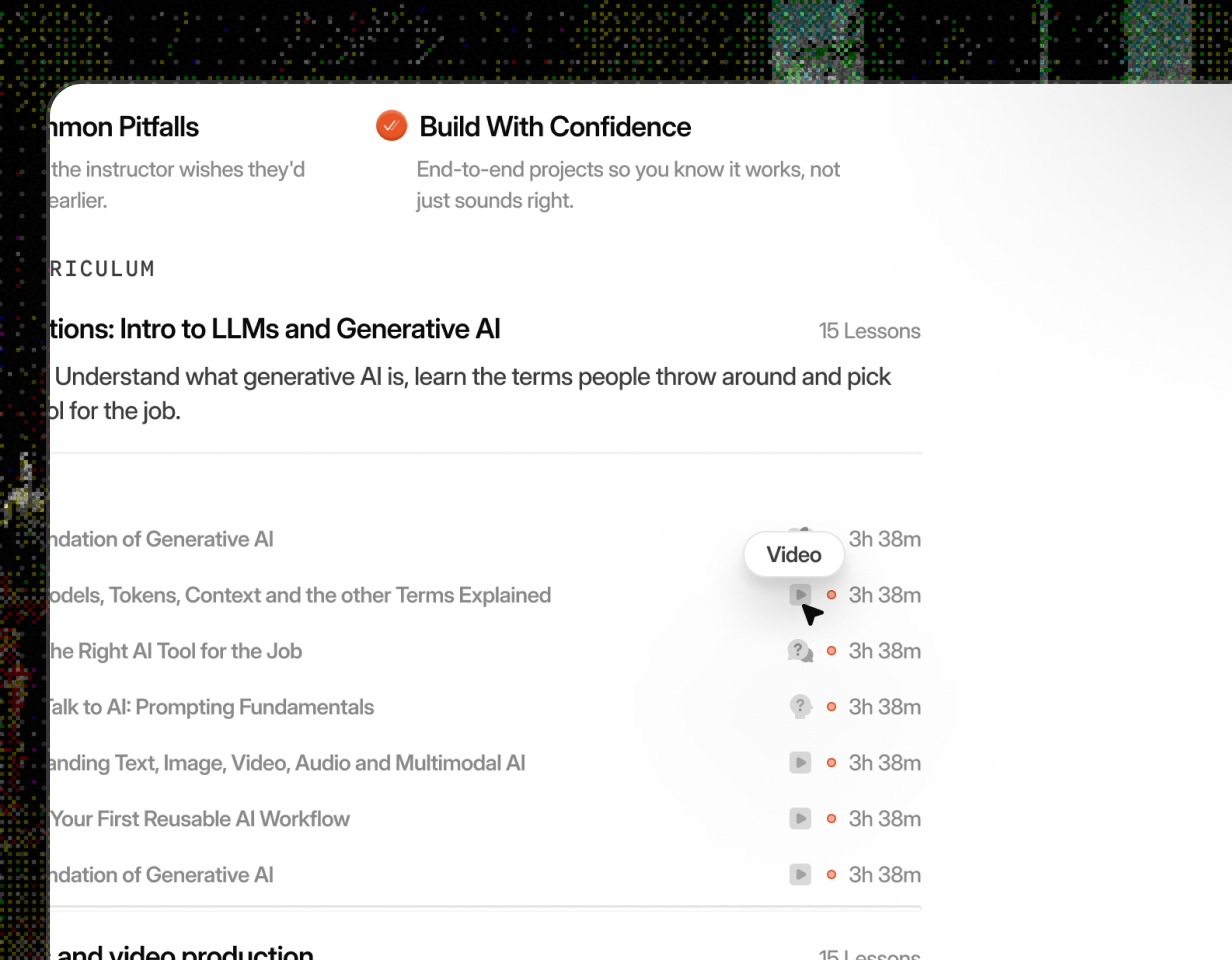 nmon Pitfalls
Build With Confidence
the instructor wishes they'd
earlier.
End-to-end projects so you know it works, not
just sounds right.
RICULUM
tions: Intro to LLMs and Generative AI
15 Lessons
Understand what generative AI is, learn the terms people throw around and pick
ol for the job.
ndation of Generative AI
3h 38m
Video
odels, Tokens, Context and the other Terms Explained
3h 38m
he Right AI Tool for the Job
3h 38m
Talk to AI: Prompting Fundamentals
3h 38m
anding Text, Image, Video, Audio and Multimodal AI
3h 38m
Your First Reusable AI Workflow
3h 38m
ndation of Generative AI
3h 38m
and video production
15 Lessons